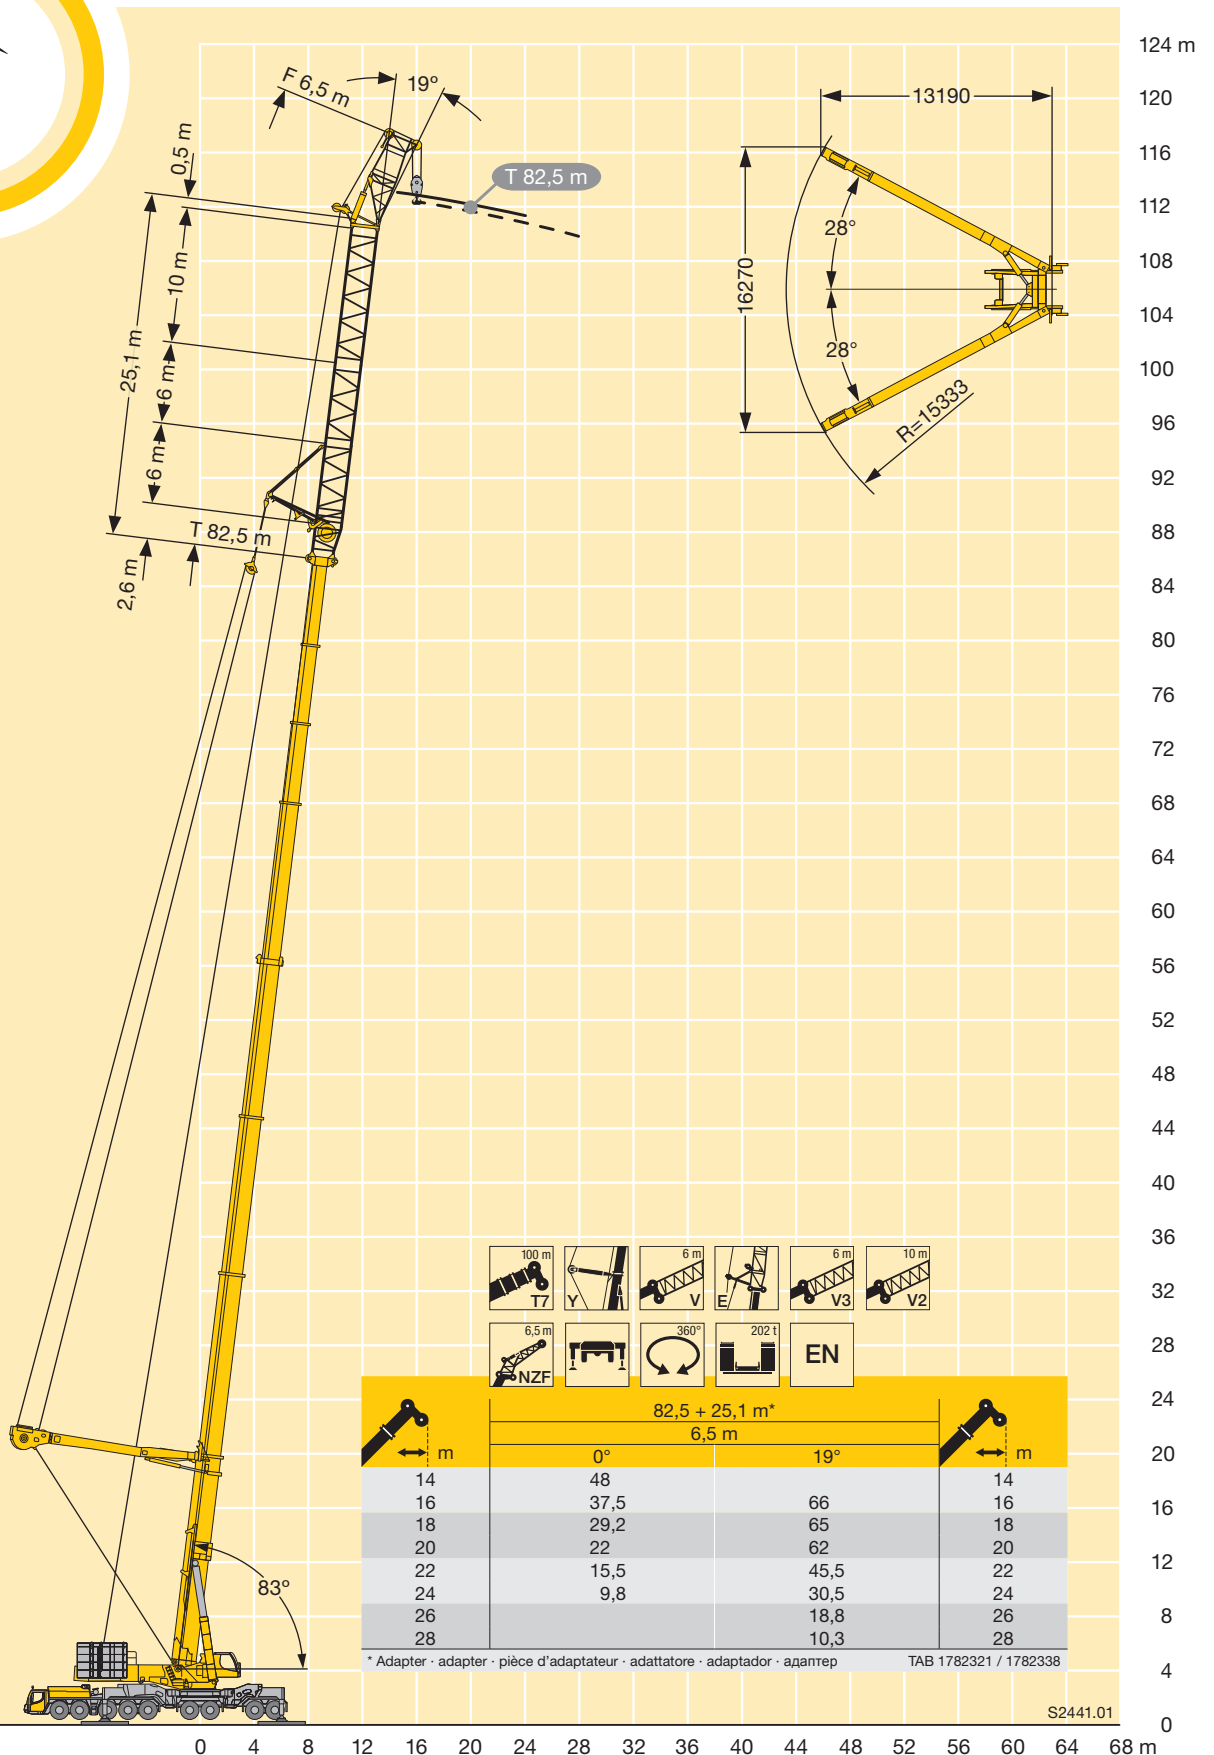 124 m
120
116
112
108
104
100
96
92
88
84
80
76
72
68
64
60
56
52
48
44
40
36
32
28
24
20
16
12
8
4
0
F 6,5 m
19°
0,5 m
10 m
25,1 m
6 m
6 m
T 82,5 m
2,6 m
T 82,5 m
13190
16270
28°
28°
R=15333
83°
100 m
T7
Y
6 m
V
E
6 m
V3
10 m
V2
6,5 m
NZF
360°
202 t
EN
82,5 + 25,1 m*
6,5 m
m 0° 19° m
14 48 14
16 37,5 66 16
18 29,2 65 18
20 22 62 20
22 15,5 45,5 22
24 9,8 30,5 24
26 18,8 26
28 10,3 28
* Adapter · adapter · pièce d'adaptateur · adattatore · adaptador · адаптер TAB 1782321 / 1782338
S2441.01
0 4 8 12 16 20 24 28 32 36 40 44 48 52 56 60 64 68 m